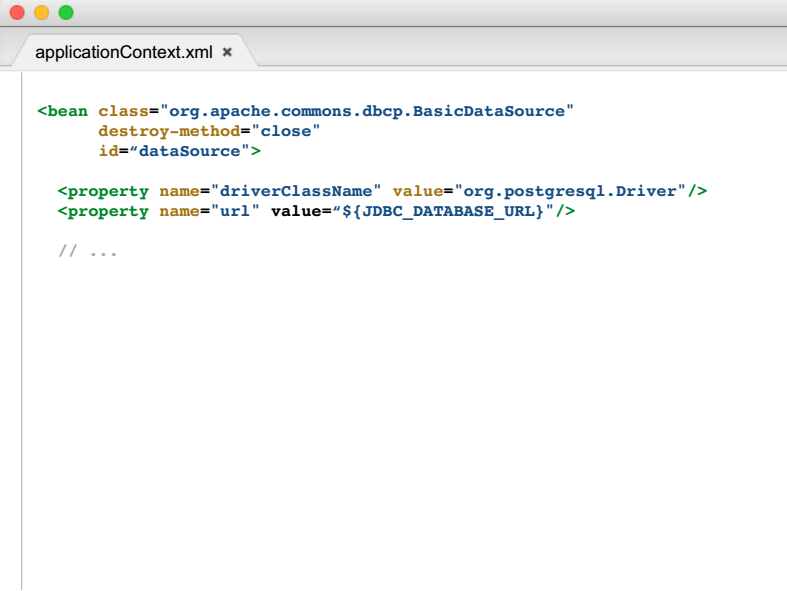 applicationContext.xml ×
<bean class="org.apache.commons.dbcp.BasicDataSource"
destroy-method="close"
id=“dataSource">
<property name="driverClassName" value="org.postgresql.Driver"/>
<property name="url" value=“${JDBC_DATABASE_URL}"/>
// ...